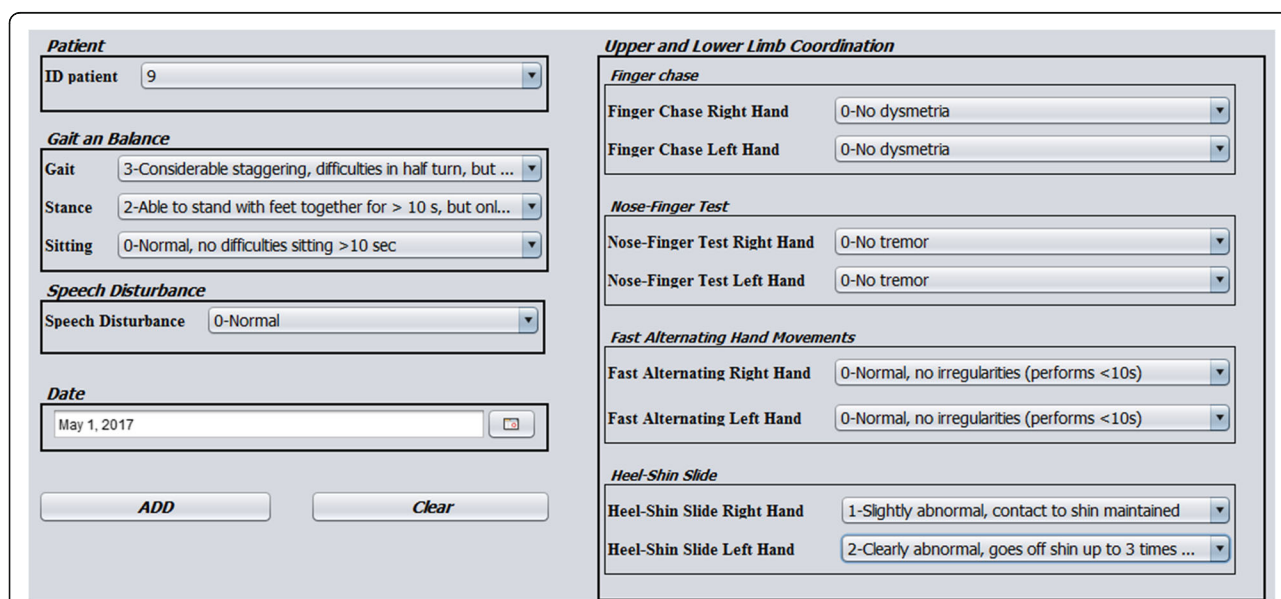 Patient
ID patient 9
Gait an Balance
Gait 3-Considerable staggering, difficulties in half turn, but ...
Stance 2-Able to stand with feet together for > 10 s, but onl...
Sitting 0-Normal, no difficulties sitting >10 sec
Speech Disturbance
Speech Disturbance 0-Normal
Date
May 1, 2017
ADD Clear
Upper and Lower Limb Coordination
Finger chase
Finger Chase Right Hand 0-No dysmetria
Finger Chase Left Hand 0-No dysmetria
Nose-Finger Test
Nose-Finger Test Right Hand 0-No tremor
Nose-Finger Test Left Hand 0-No tremor
Fast Alternating Hand Movements
Fast Alternating Right Hand 0-Normal, no irregularities (performs <10s)
Fast Alternating Left Hand 0-Normal, no irregularities (performs <10s)
Heel-Shin Slide
Heel-Shin Slide Right Hand 1-Slightly abnormal, contact to shin maintained
Heel-Shin Slide Left Hand 2-Clearly abnormal, goes off shin up to 3 times ...